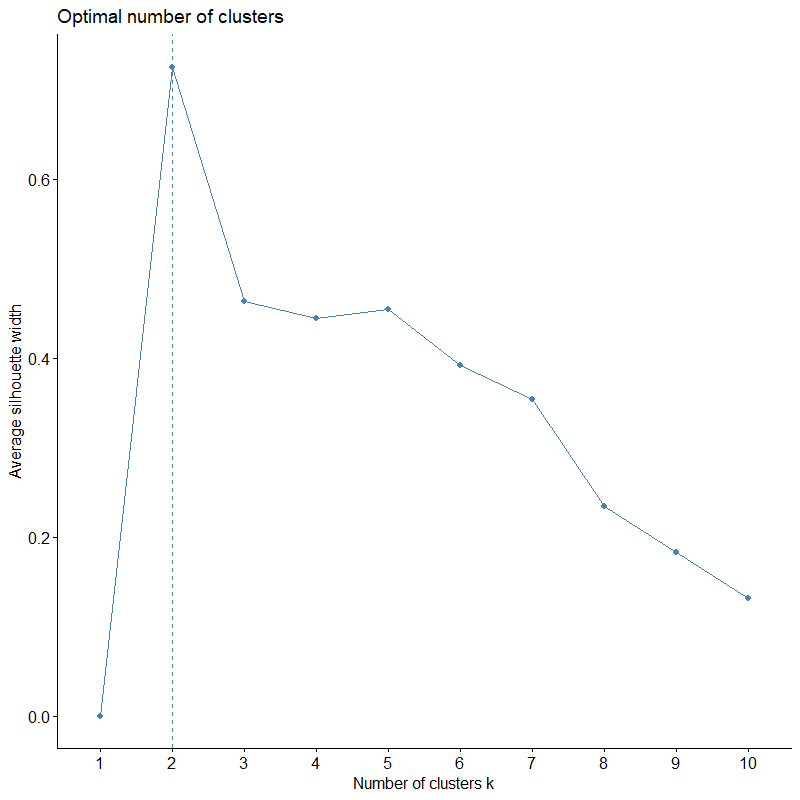 Optimal number of clusters
Average silhouette width
0.6
0.4
0.2
0.0
1 2 3 4 5 6 7 8 9 10
Number of clusters k